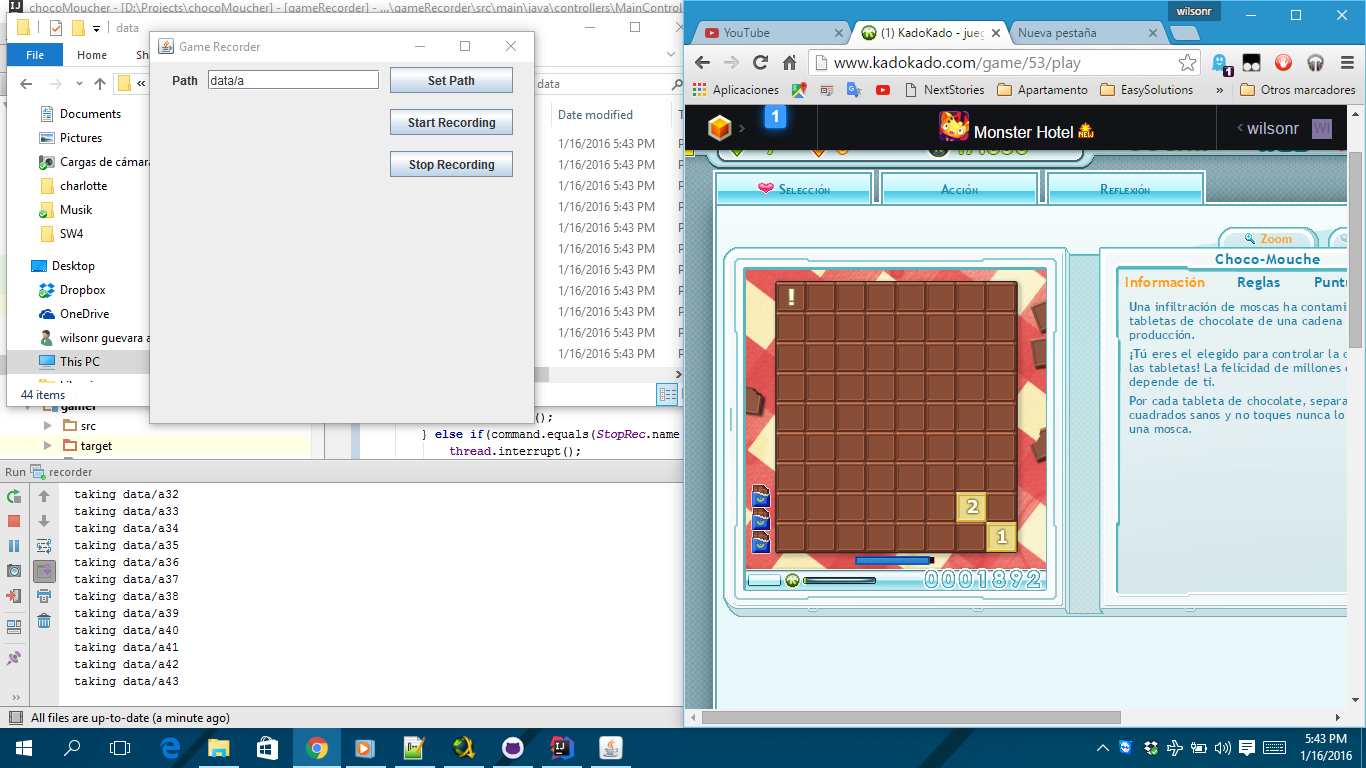 chocoMoucher - [D:\Projects\chocoMoucher] - [gameRecorder] - ...\gameRecorder\src\main\java\controllers\MainControl
data
File
Home
Documents
Pictures
Cargas de cámara
charlotte
Musik
SW4
Desktop
Dropbox
OneDrive
wilsonr guevara a
This PC
44 items
Game Recorder
Path
data/a
Set Path
Start Recording
Stop Recording
data
Date modified
1/16/2016 5:43 PM
1/16/2016 5:43 PM
1/16/2016 5:43 PM
1/16/2016 5:43 PM
1/16/2016 5:43 PM
1/16/2016 5:43 PM
1/16/2016 5:43 PM
1/16/2016 5:43 PM
1/16/2016 5:43 PM
1/16/2016 5:43 PM
1/16/2016 5:43 PM
src
target
();
} else if(command.equals(StopRec.name
thread.interrupt();
Run recorder
taking data/a32
taking data/a33
taking data/a34
taking data/a35
taking data/a36
taking data/a37
taking data/a38
taking data/a39
taking data/a40
taking data/a41
taking data/a42
taking data/a43
All files are up-to-date (a minute ago)
wilsonr
YouTube
(1) KadoKado - jueg
Nueva pestaña
www.kadokado.com/game/53/play
1
Aplicaciones
NextStories
Apartamento
EasySolutions
»
Otros marcadores
1
Monster Hotel
NEW
wilsonr
WI
Selección
Acción
Reflexión
Zoom
Choco-Mouche
Información
Reglas
Puntu
Una infiltración de moscas ha contami
tabletas de chocolate de una cadena
producción.
¡Tú eres el elegido para controlar la c
las tabletas! La felicidad de millones
depende de ti.
Por cada tableta de chocolate, separa
cuadrados sanos y no toques nunca lo
una mosca.
!
2
1
0001892
5:43 PM
1/16/2016